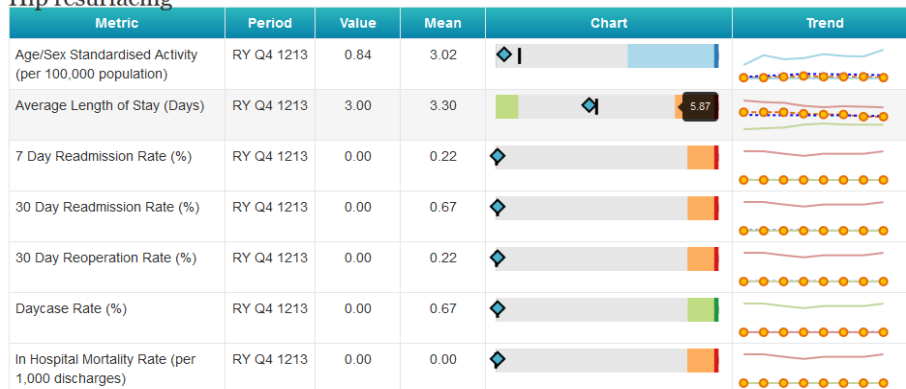 Hip resurfacing
Metric Period Value Mean Chart Trend
Age/Sex Standardised Activity
(per 100,000 population) RY Q4 1213 0.84 3.02
Average Length of Stay (Days) RY Q4 1213 3.00 3.30 5.87
7 Day Readmission Rate (%) RY Q4 1213 0.00 0.22
30 Day Readmission Rate (%) RY Q4 1213 0.00 0.67
30 Day Reoperation Rate (%) RY Q4 1213 0.00 0.22
Daycase Rate (%) RY Q4 1213 0.00 0.67
In Hospital Mortality Rate (per
1,000 discharges) RY Q4 1213 0.00 0.00